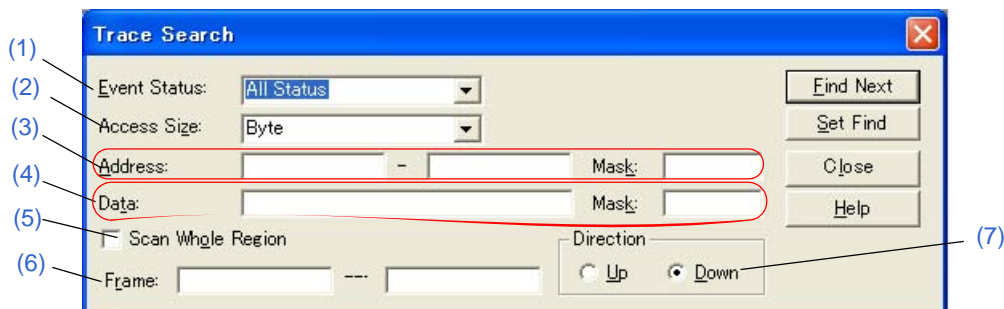 Trace Search
(1)
Event Status: All Status Find Next
(2)
Access Size: Byte Set Find
(3)
Address: - Mask: Close
(4)
Data: Mask: Help
(5)
Scan Whole Region Direction
(6)
Frame: --- Up Down
(7)